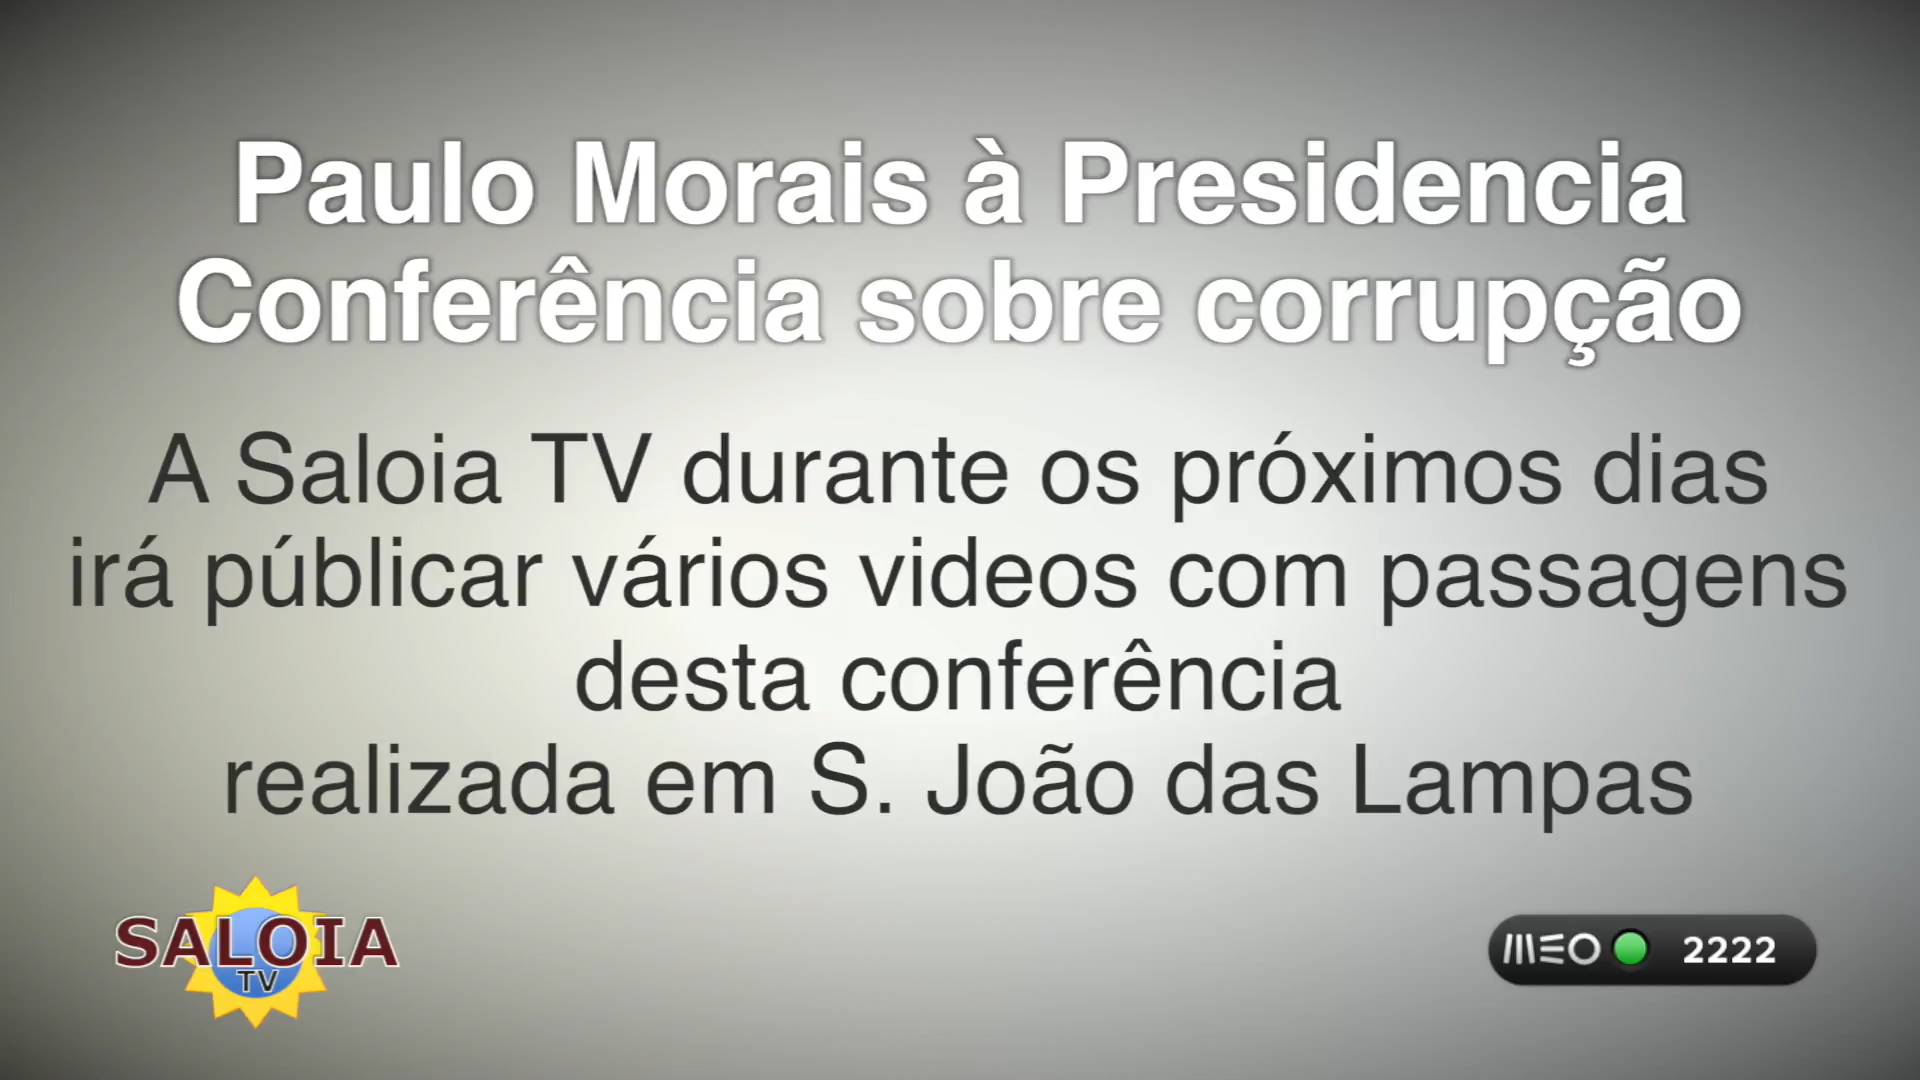 Paulo Morais à Presidencia
Conferência sobre corrupção
A Saloia TV durante os próximos dias
irá públicar vários videos com passagens
desta conferência
realizada em S. João das Lampas
SALOIA
TV
MEO 2222